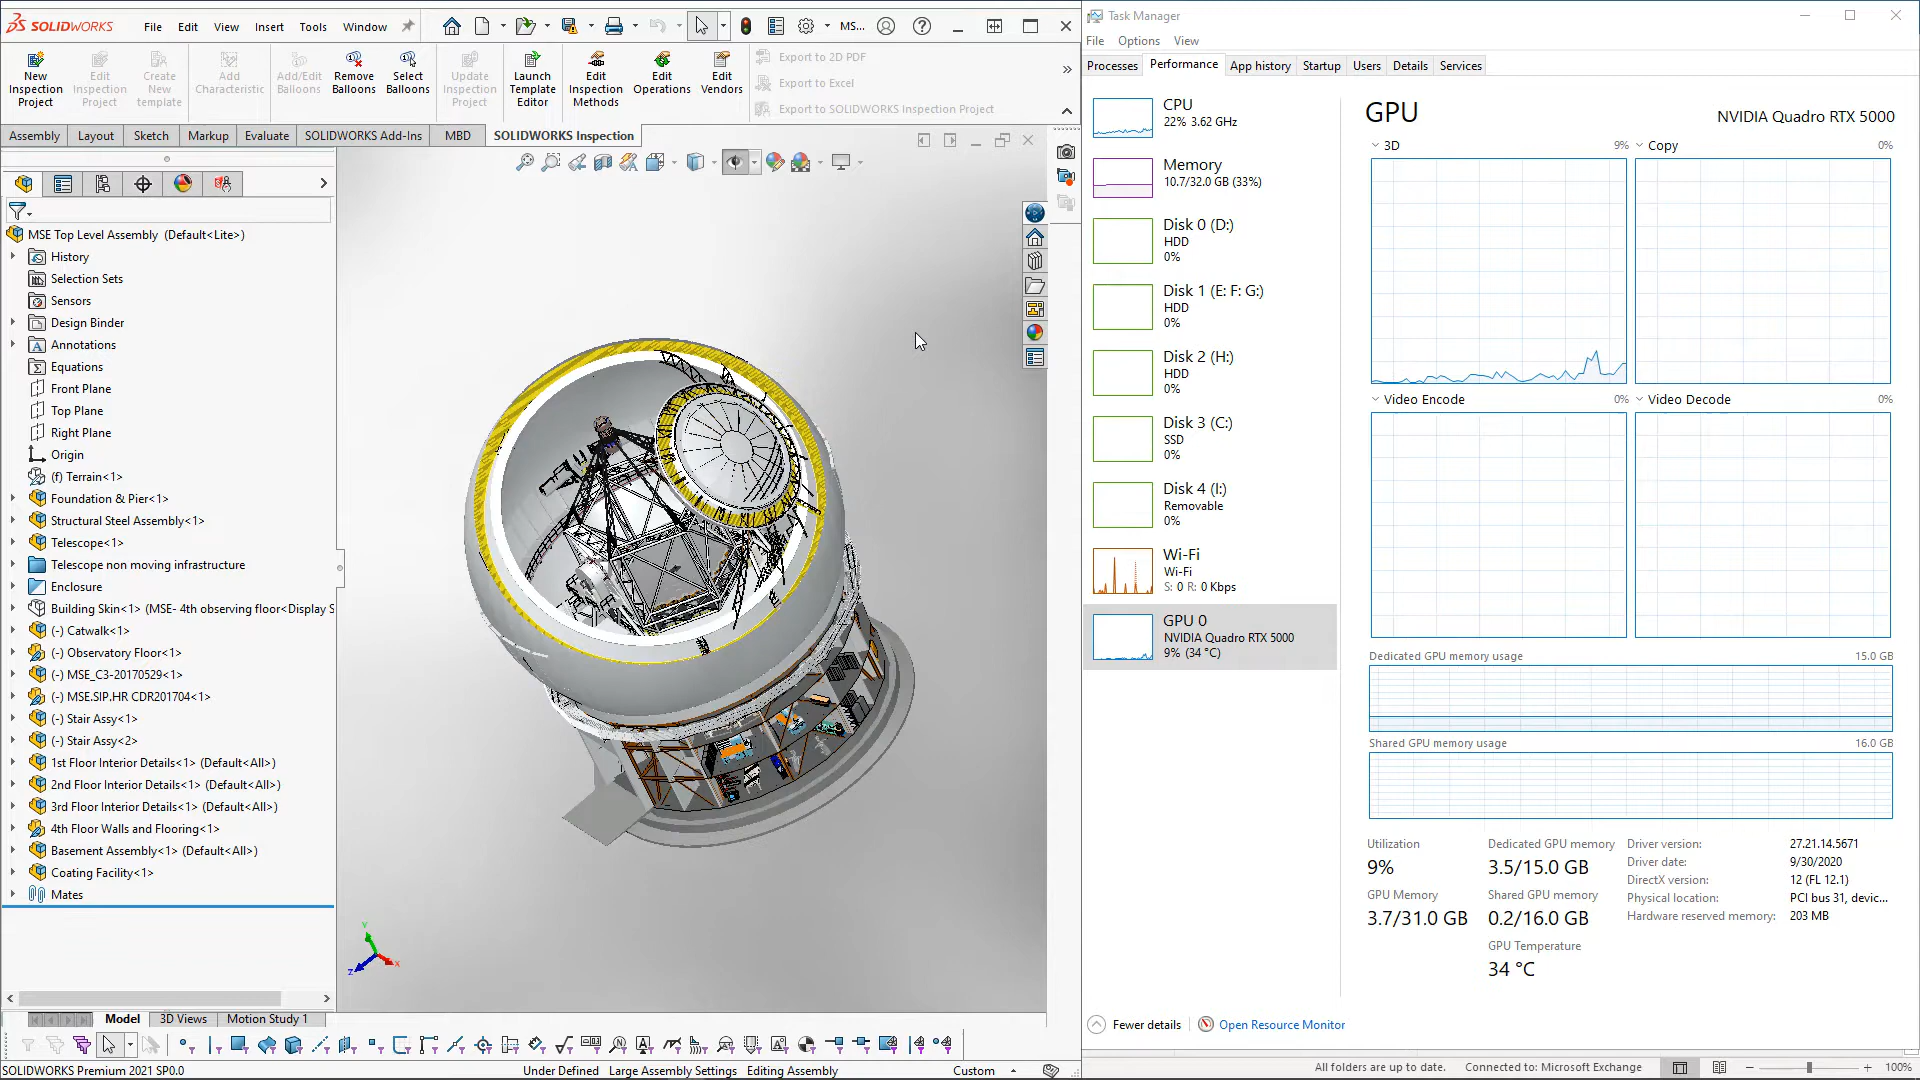 SOLIDWORKS
File Edit View Insert Tools Window
MS...
New Inspection Project
Edit Inspection Project
Create New template
Add Characteristic
Add/Edit Balloons
Remove Balloons
Select Balloons
Update Inspection Project
Launch Template Editor
Edit Inspection Methods
Edit Operations
Edit Vendors
Export to 2D PDF
Export to Excel
Export to SOLIDWORKS Inspection Project
Assembly Layout Sketch Markup Evaluate SOLIDWORKS Add-Ins MBD SOLIDWORKS Inspection
MSE Top Level Assembly (Default<Lite>)
History
Selection Sets
Sensors
Design Binder
Annotations
Equations
Front Plane
Top Plane
Right Plane
Origin
(f) Terrain<1>
Foundation & Pier<1>
Structural Steel Assembly<1>
Telescope<1>
Telescope non moving infrastructure
Enclosure
Building Skin<1> (MSE- 4th observing floor<Display S
(-) Catwalk<1>
(-) Observatory Floor<1>
(-) MSE_C3-20170529<1>
(-) MSE.SIP.HR CDR201704<1>
(-) Stair Assy<1>
(-) Stair Assy<2>
1st Floor Interior Details<1> (Default<All>)
2nd Floor Interior Details<1> (Default<All>)
3rd Floor Interior Details<1> (Default<All>)
4th Floor Walls and Flooring<1>
Basement Assembly<1> (Default<All>)
Coating Facility<1>
Mates
Y
Z
X
Model 3D Views Motion Study 1
SOLIDWORKS Premium 2021 SP0.0
Under Defined Large Assembly Settings Editing Assembly Custom
Task Manager
File Options View
Processes Performance App history Startup Users Details Services
CPU
22% 3.62 GHz
Memory
10.7/32.0 GB (33%)
Disk 0 (D:)
HDD
0%
Disk 1 (E: F: G:)
HDD
0%
Disk 2 (H:)
HDD
0%
Disk 3 (C:)
SSD
0%
Disk 4 (I:)
Removable
0%
Wi-Fi
Wi-Fi
S: 0 R: 0 Kbps
GPU 0
NVIDIA Quadro RTX 5000
9% (34 °C)
GPU
NVIDIA Quadro RTX 5000
3D 9%
Copy 0%
Video Encode 0%
Video Decode 0%
Dedicated GPU memory usage 15.0 GB
Shared GPU memory usage 16.0 GB
Utilization
9%
Dedicated GPU memory
3.5/15.0 GB
GPU Memory
3.7/31.0 GB
Shared GPU memory
0.2/16.0 GB
GPU Temperature
34 °C
Driver version: 27.21.14.5671
Driver date: 9/30/2020
DirectX version: 12 (FL 12.1)
Physical location: PCI bus 31, devic...
Hardware reserved memory: 203 MB
Fewer details Open Resource Monitor
All folders are up to date. Connected to: Microsoft Exchange 100%